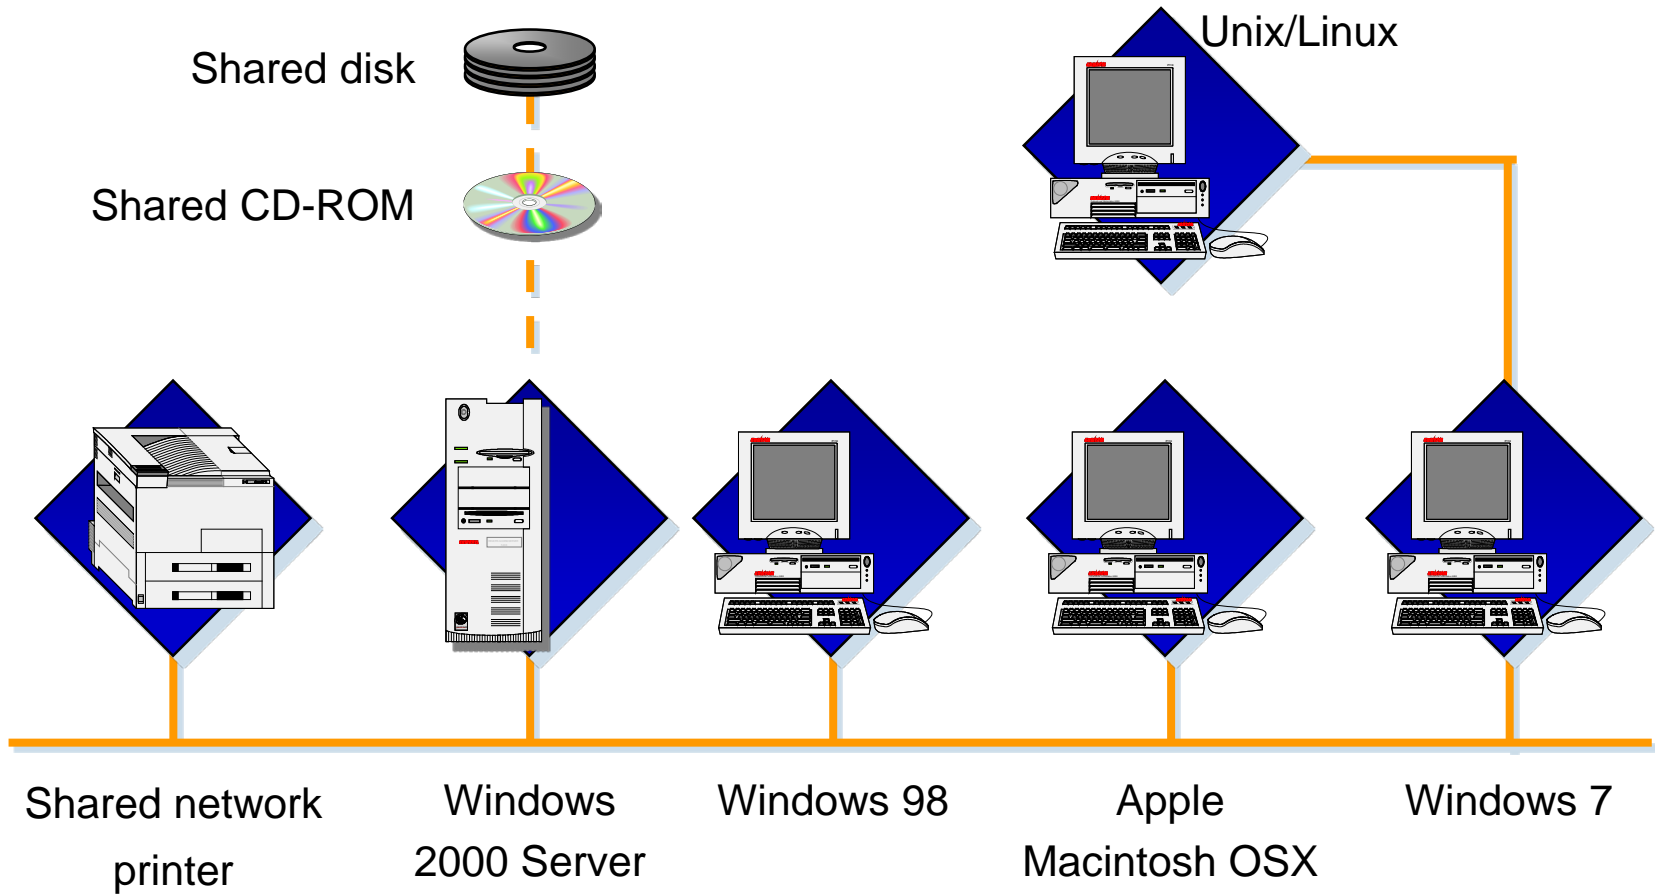 Unix/Linux
Shared disk
Shared CD-ROM
Shared network
printer
Windows
2000 Server
Windows 98
Apple
Macintosh OSX
Windows 7